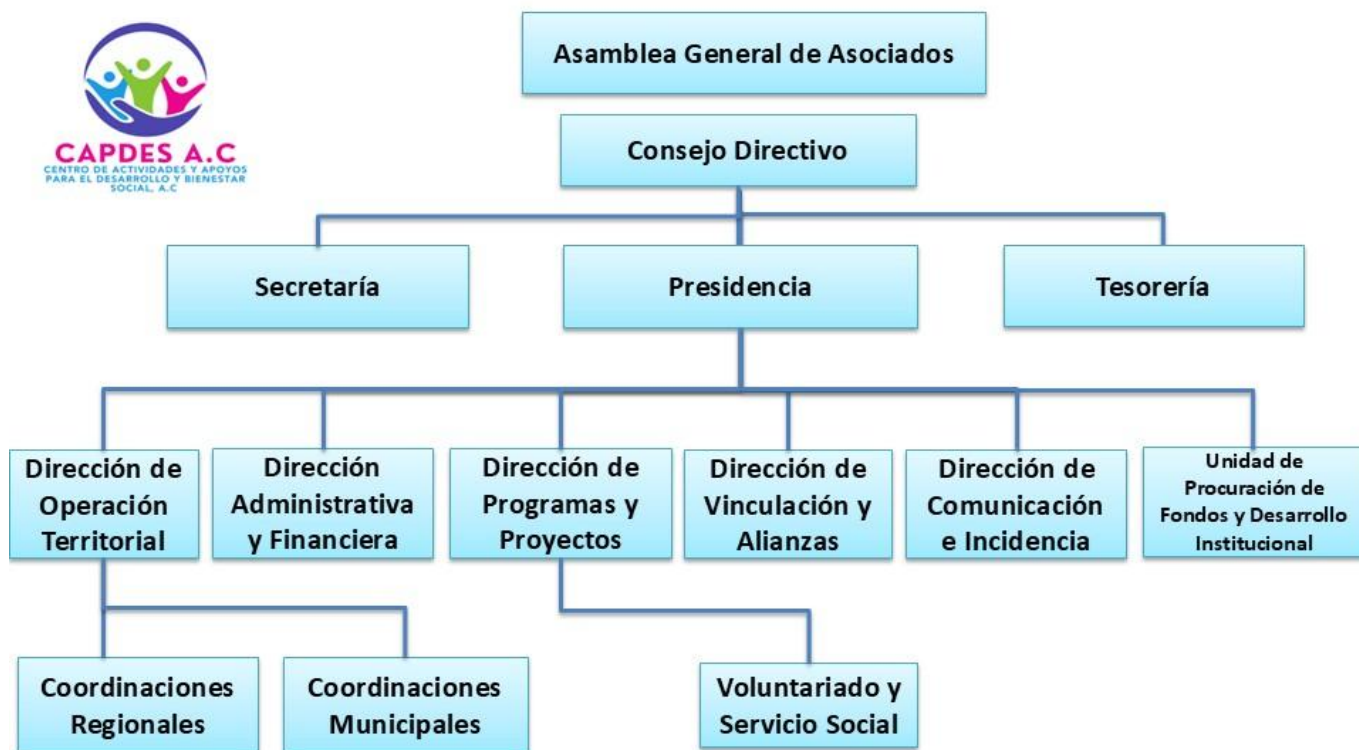 CAPDES A.C
CENTRO DE ACTIVIDADES Y APOYOS
PARA EL DESARROLLO Y BIENESTAR
SOCIAL, A.C
Asamblea General de Asociados
Consejo Directivo
Secretaría
Presidencia
Tesorería
Dirección de
Operación
Territorial
Dirección
Administrativa
y Financiera
Dirección de
Programas y
Proyectos
Dirección de
Vinculación y
Alianzas
Dirección de
Comunicación
e Incidencia
Unidad de
Procuración de
Fondos y Desarrollo
Institucional
Coordinaciones
Regionales
Coordinaciones
Municipales
Voluntariado y
Servicio Social